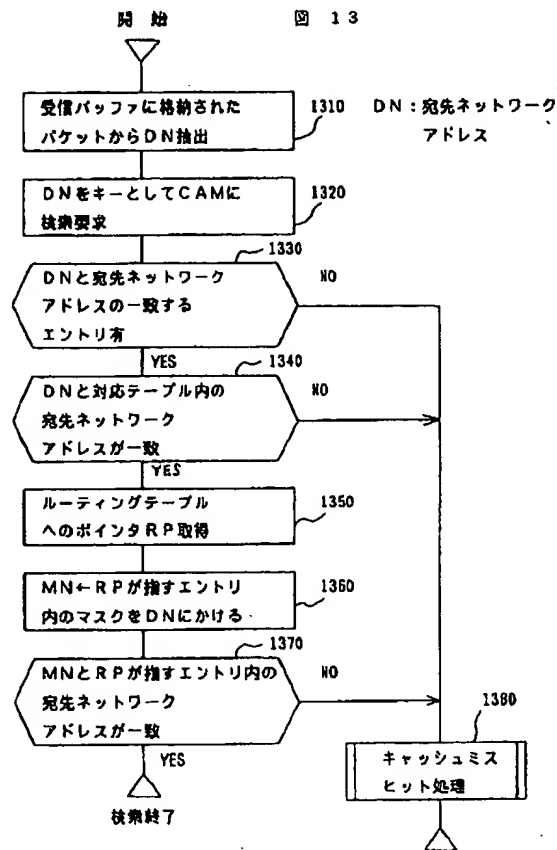 開 始
図 13
受信バッファに格納された
パケットからDN抽出
1310
DN:宛先ネットワーク
アドレス
DNをキーとしてCAMに
検索要求
1320
1330
DNと宛先ネットワーク
アドレスの一致する
エントリ有
NO
YES
1340
DNと対応テーブル内の
宛先ネットワーク
アドレスが一致
NO
YES
ルーティングテーブル
へのポインタRP取得
1350
MN←RPが指すエントリ
内のマスクをDNにかける
1360
1370
MNとRPが指すエントリ内の
宛先ネットワーク
アドレスが一致
NO
YES
1380
キャッシュミス
ヒット処理
検索終了